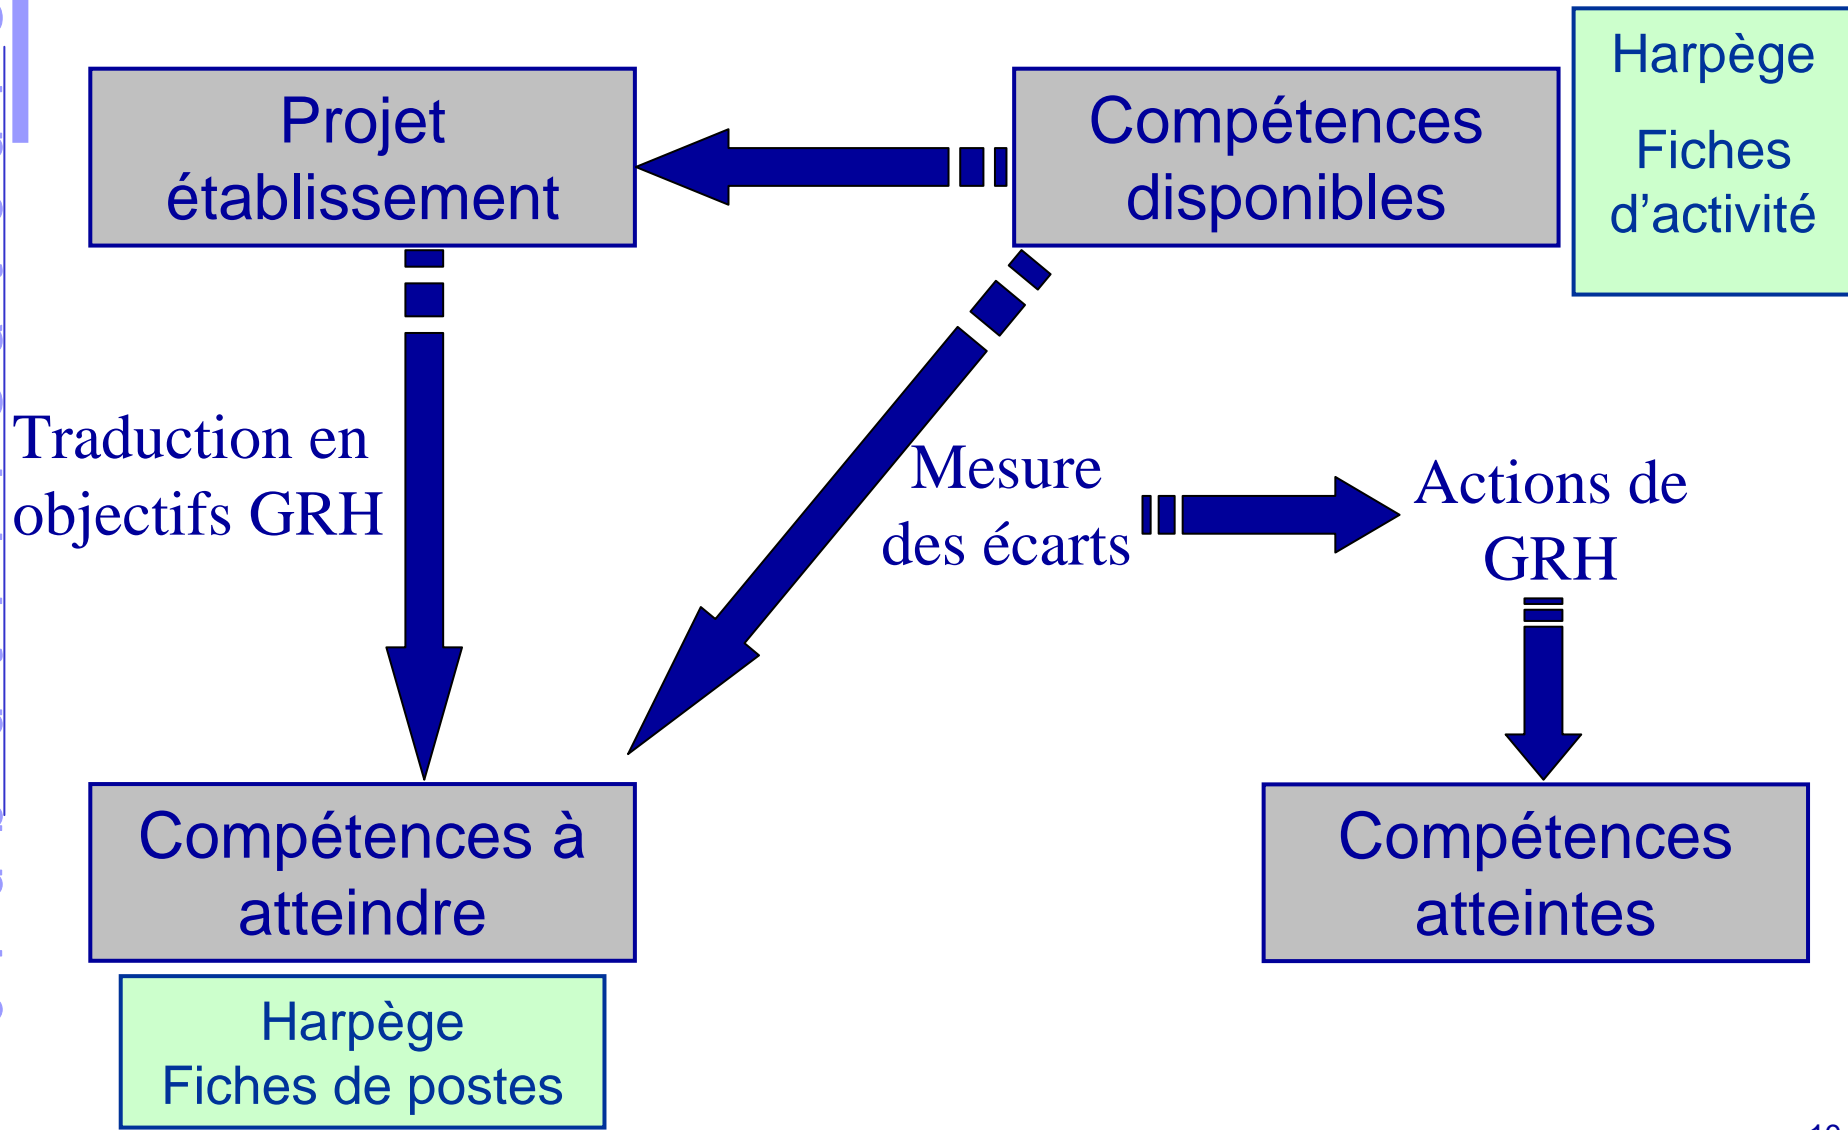 Projet
établissement
Compétences
disponibles
Harpège
Fiches
d’activité
Traduction en
objectifs GRH
Mesure
des écarts
Actions de
GRH
Compétences à
atteindre
Compétences
atteintes
Harpège
Fiches de postes